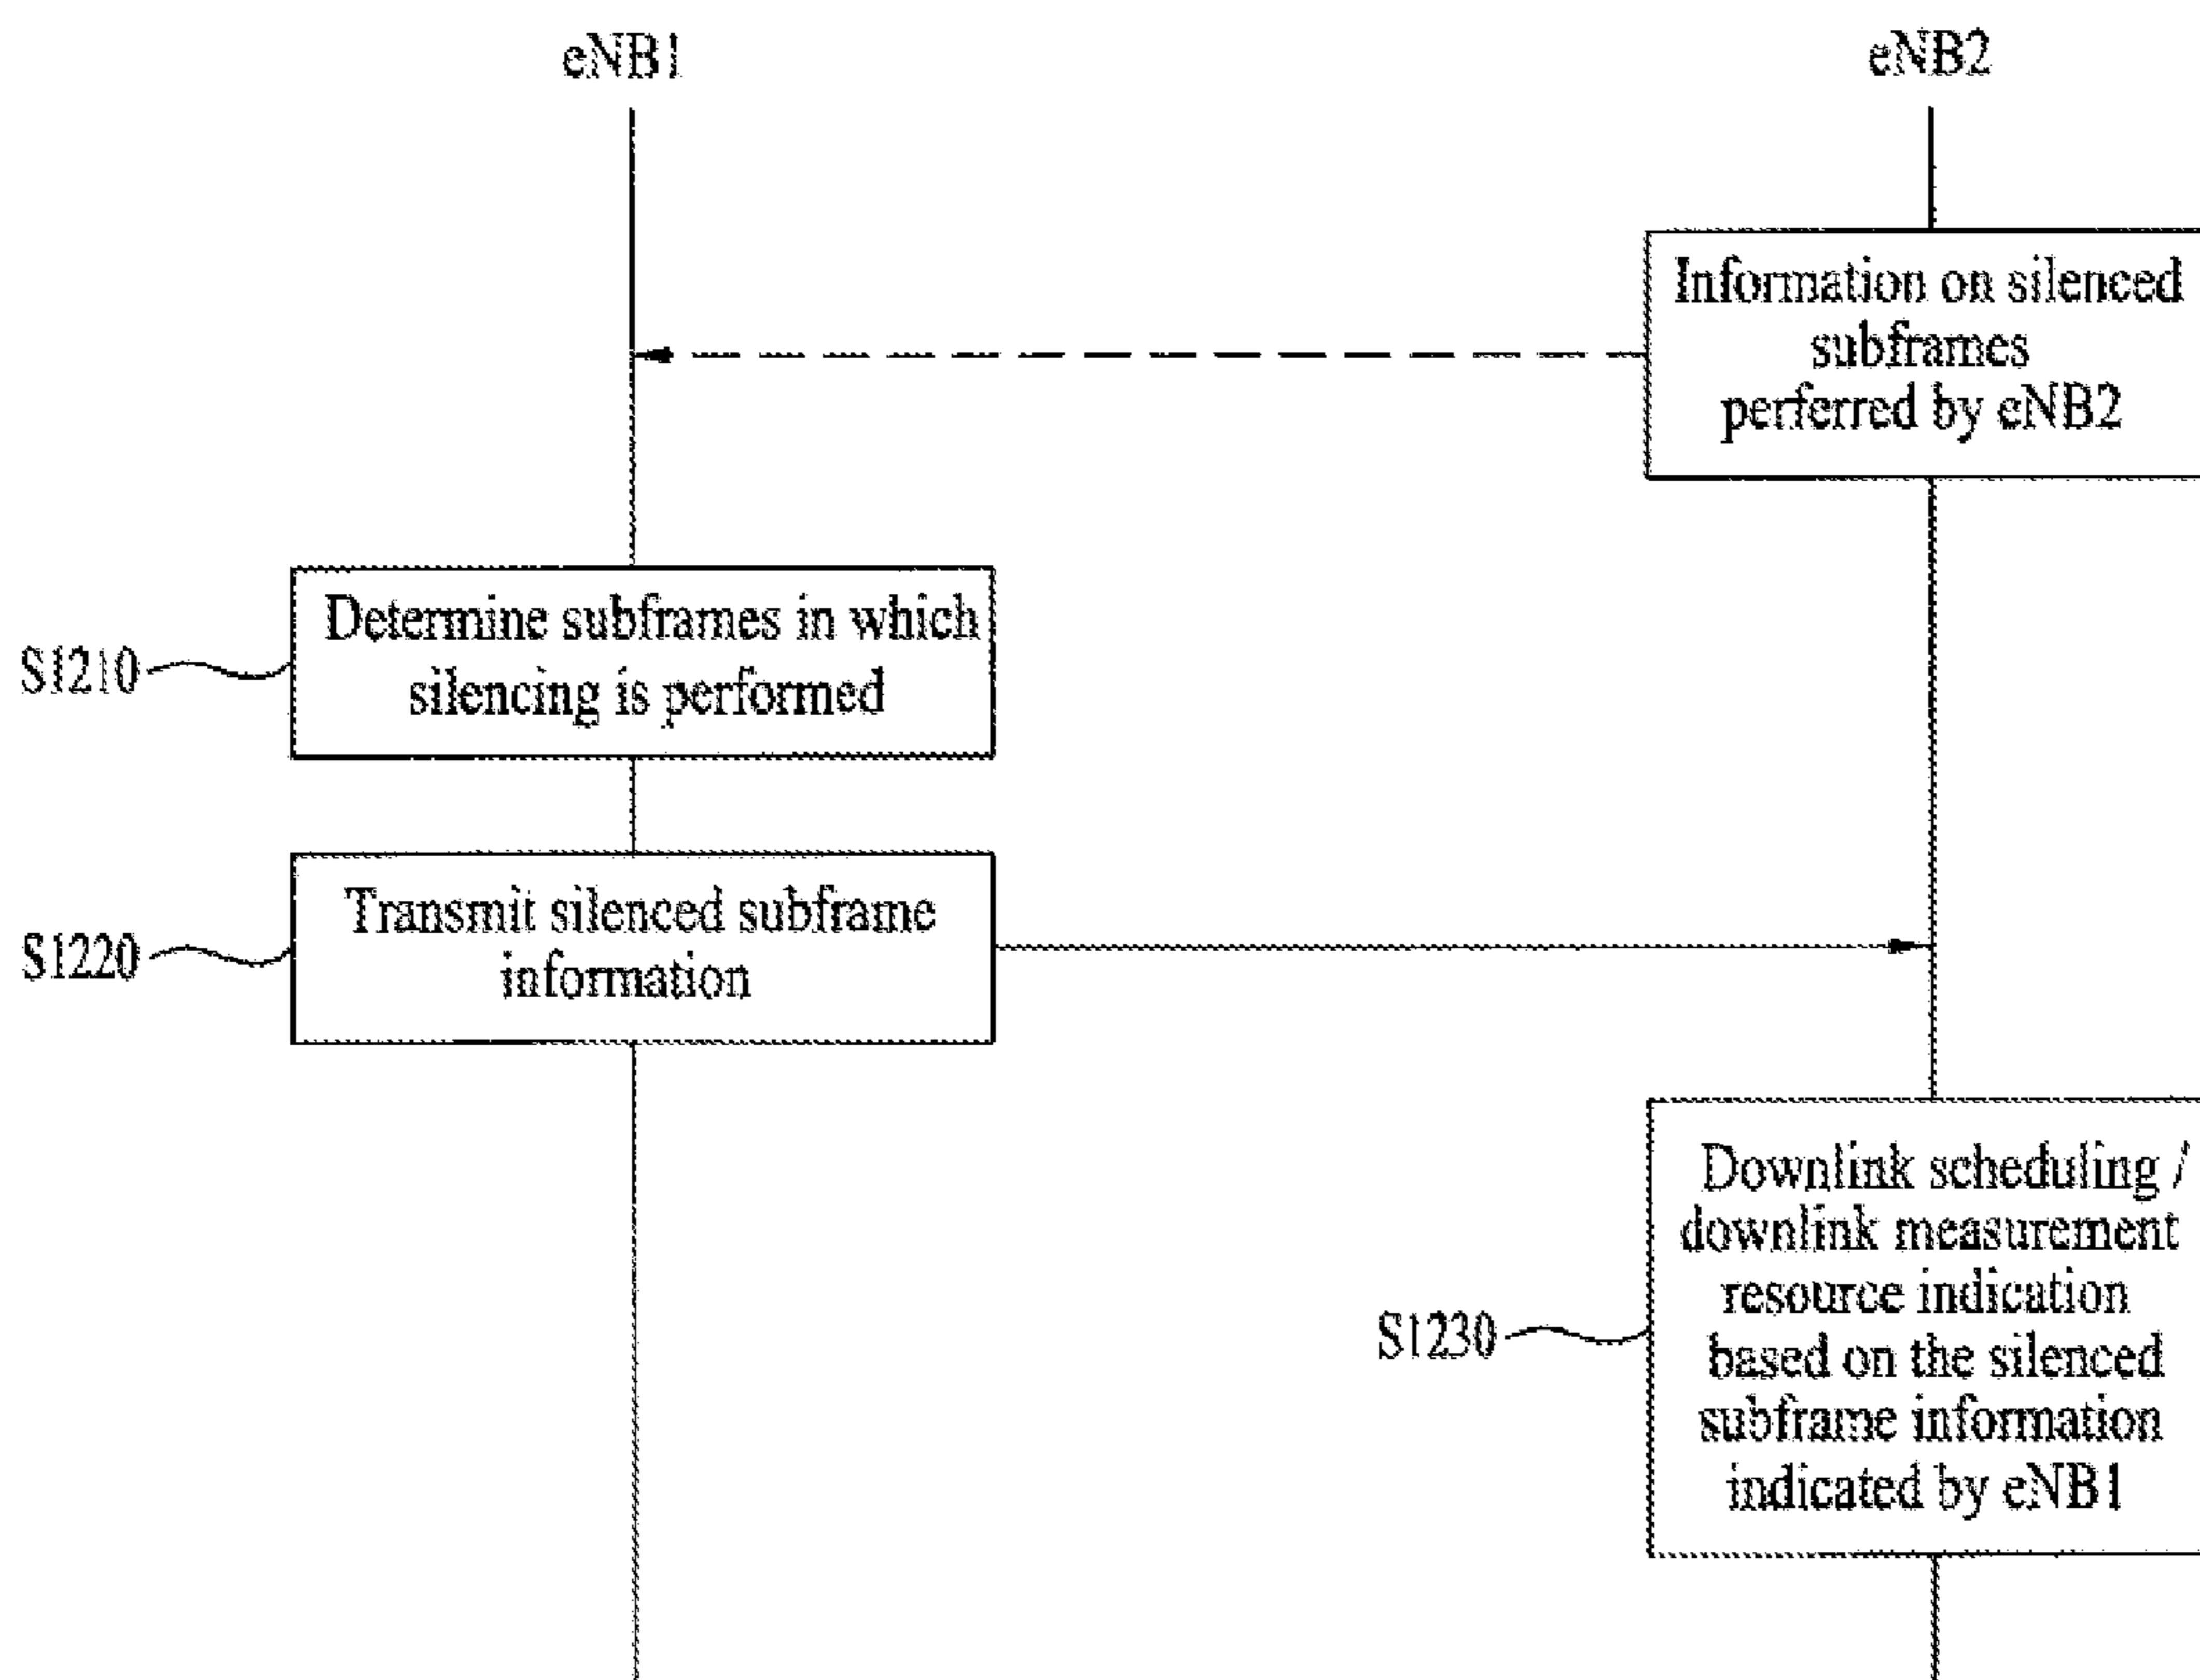 eNB1
eNB2
Information on silenced
subframes
perferred by eNB2
Determine subframes in which
silencing is performed
S1210
Transmit silenced subframe
information
S1220
Downlink scheduling /
downlink measurement
resource indication
based on the silenced
subframe information
indicated by eNB1
S1230